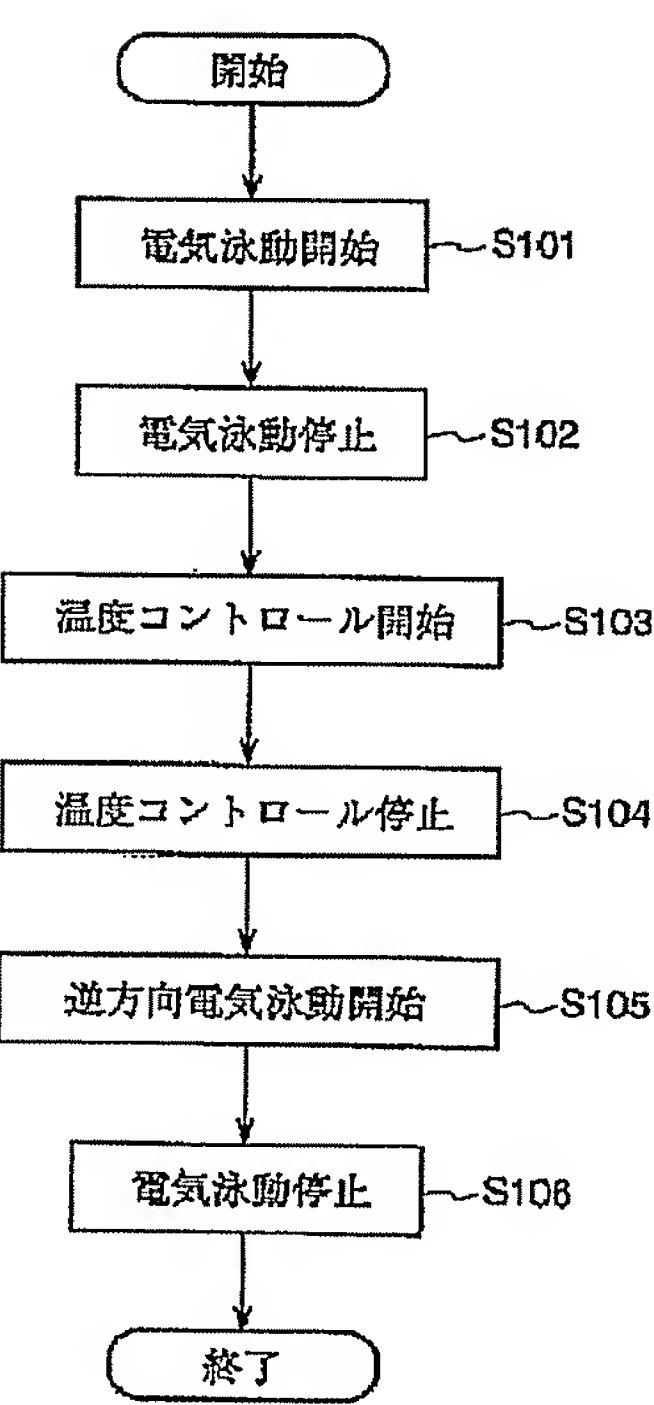 開始
電気泳動開始 S101
電気泳動停止 S102
温度コントロール開始 S103
温度コントロール停止 S104
逆方向電気泳動開始 S105
電気泳動停止 S106
終了